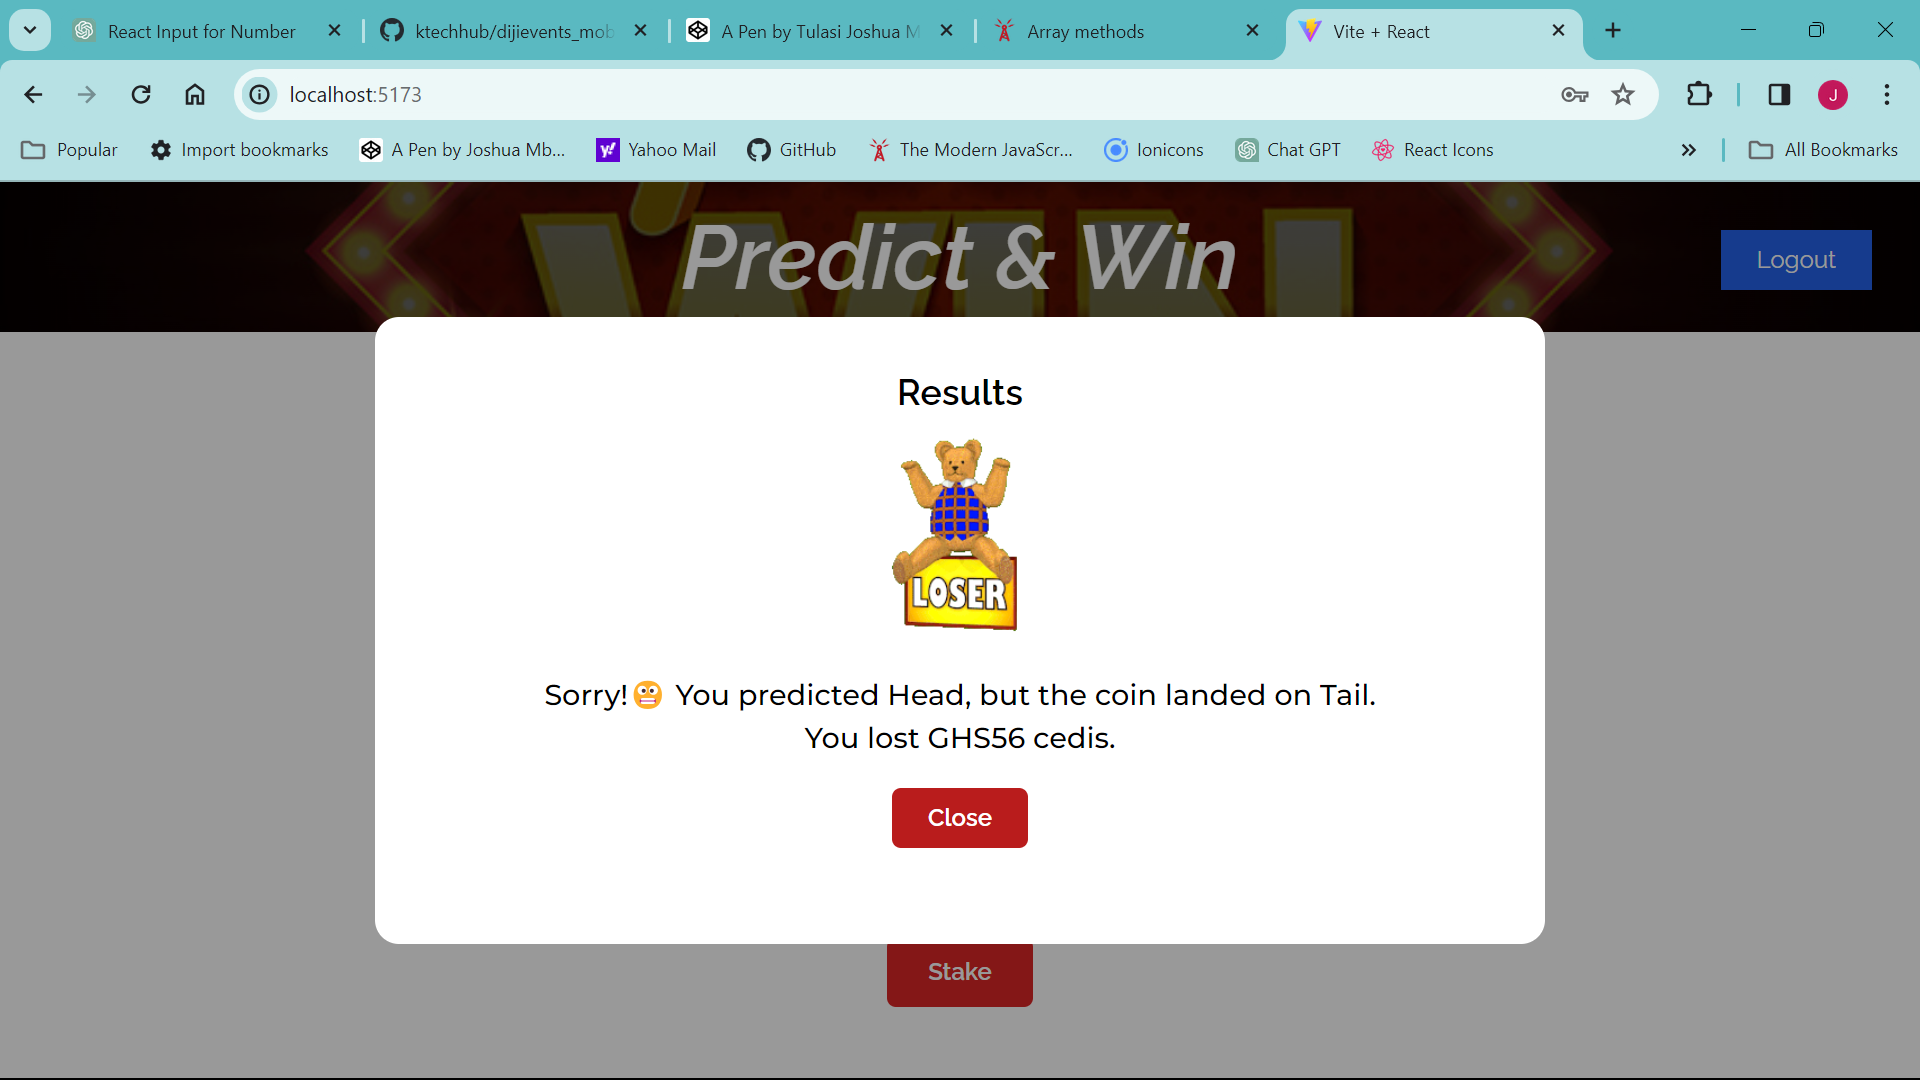 React Input for Number
ktechhub/dijievents_mob
A Pen by Tulasi Joshua M
Array methods
Vite + React
localhost:5173
J
Popular
Import bookmarks
A Pen by Joshua Mb...
Yahoo Mail
GitHub
The Modern JavaScr...
Ionicons
Chat GPT
React Icons
All Bookmarks
WIN
Predict & Win
Logout
Results
LOSER
Sorry!😬 You predicted Head, but the coin landed on Tail.
You lost GHS56 cedis.
Close
Stake